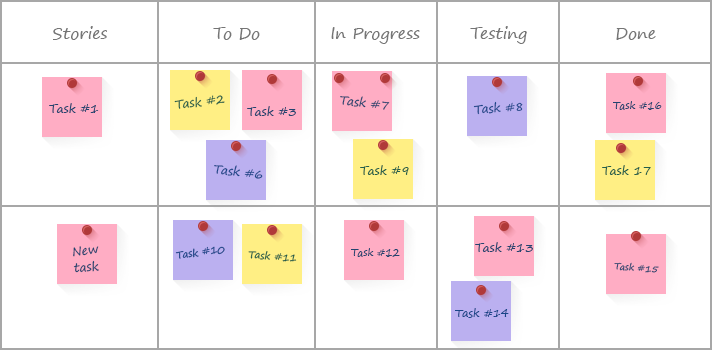 Stories
To Do
In Progress
Testing
Done
Task #1
Task #2
Task #3
Task #6
Task #7
Task #9
Task #8
Task #16
Task 17
New
task
Task #10
Task #11
Task #12
Task #13
Task #14
Task #15